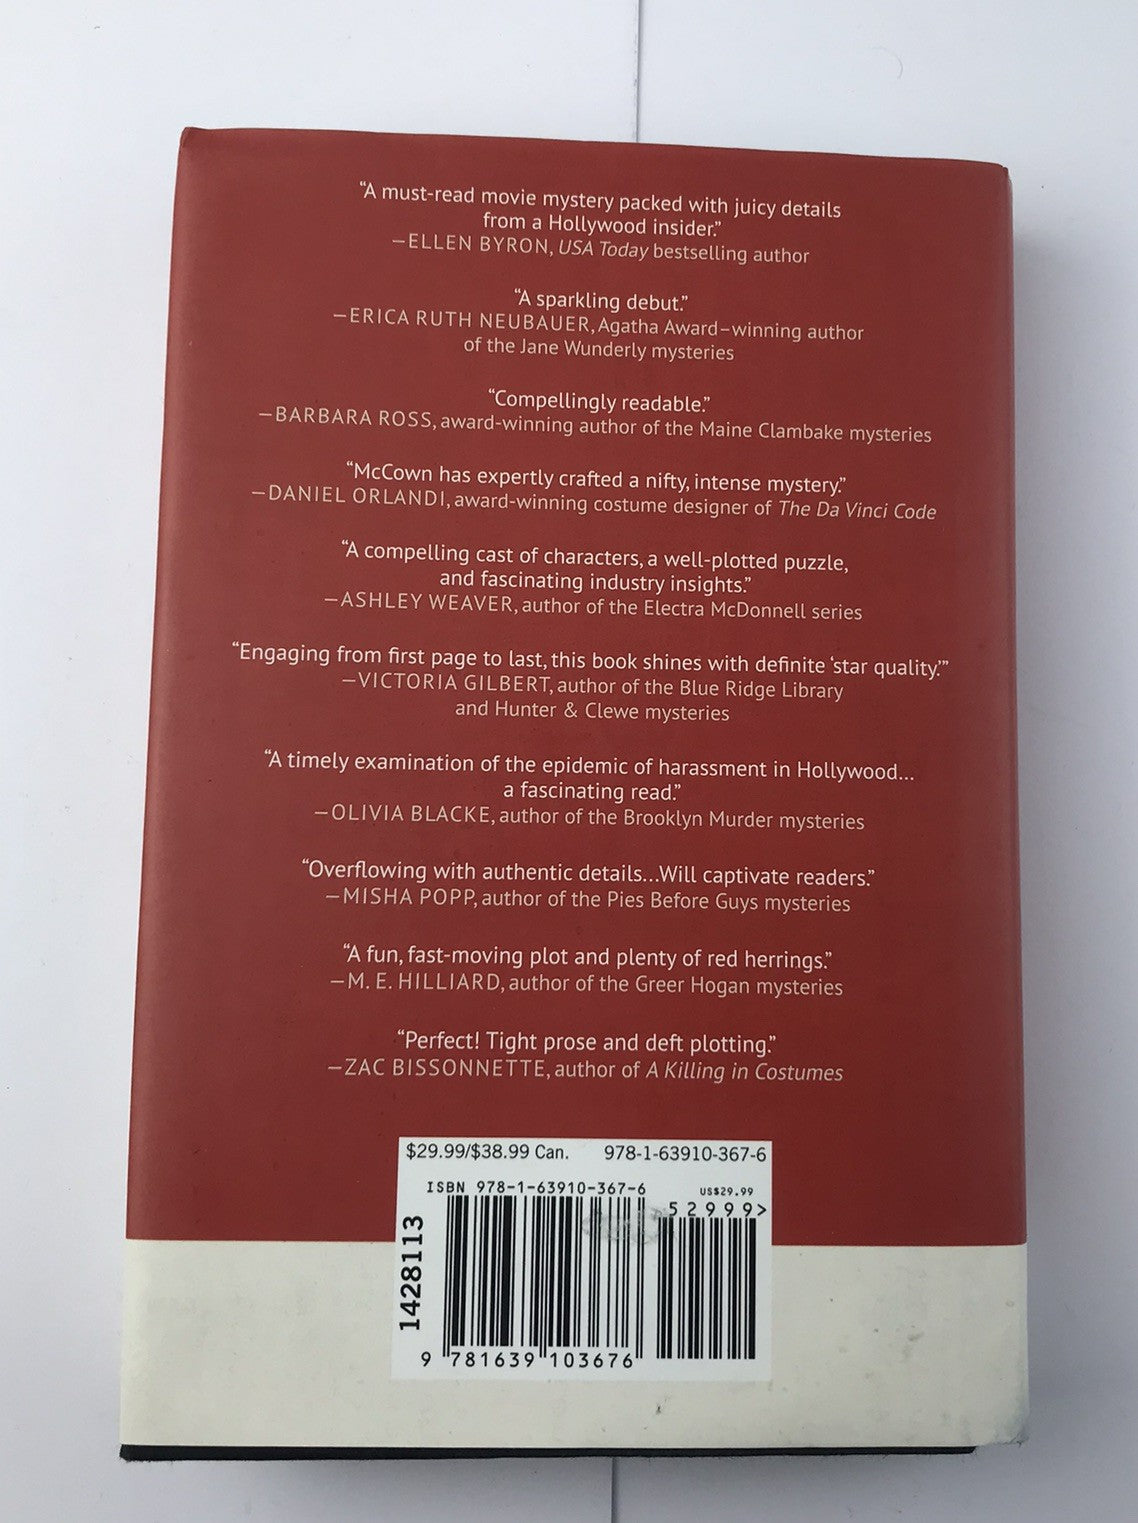 “A must-read movie mystery packed with juicy details
from a Hollywood insider.”
—ELLEN BYRON, USA Today bestselling author
“A sparkling debut.”
—ERICA RUTH NEUBAUER, Agatha Award–winning author
of the Jane Wunderly mysteries
“Compellingly readable.”
—BARBARA ROSS, award-winning author of the Maine Clambake mysteries
“McCown has expertly crafted a nifty, intense mystery.”
—DANIEL ORLANDI, award-winning costume designer of The Da Vinci Code
“A compelling cast of characters, a well-plotted puzzle,
and fascinating industry insights.”
—ASHLEY WEAVER, author of the Electra McDonnell series
“Engaging from first page to last, this book shines with definite ‘star quality.’”
—VICTORIA GILBERT, author of the Blue Ridge Library
and Hunter & Clewe mysteries
“A timely examination of the epidemic of harassment in Hollywood...
a fascinating read.”
—OLIVIA BLACKE, author of the Brooklyn Murder mysteries
“Overflowing with authentic details...Will captivate readers.”
—MISHA POPP, author of the Pies Before Guys mysteries
“A fun, fast-moving plot and plenty of red herrings.”
—M. E. HILLIARD, author of the Greer Hogan mysteries
“Perfect! Tight prose and deft plotting.”
—ZAC BISSONNETTE, author of A Killing in Costumes
$29.99/$38.99 Can. 978-1-63910-367-6
ISBN 978-1-63910-367-6
US$29.99
52999>
1428113
9 781639 103676